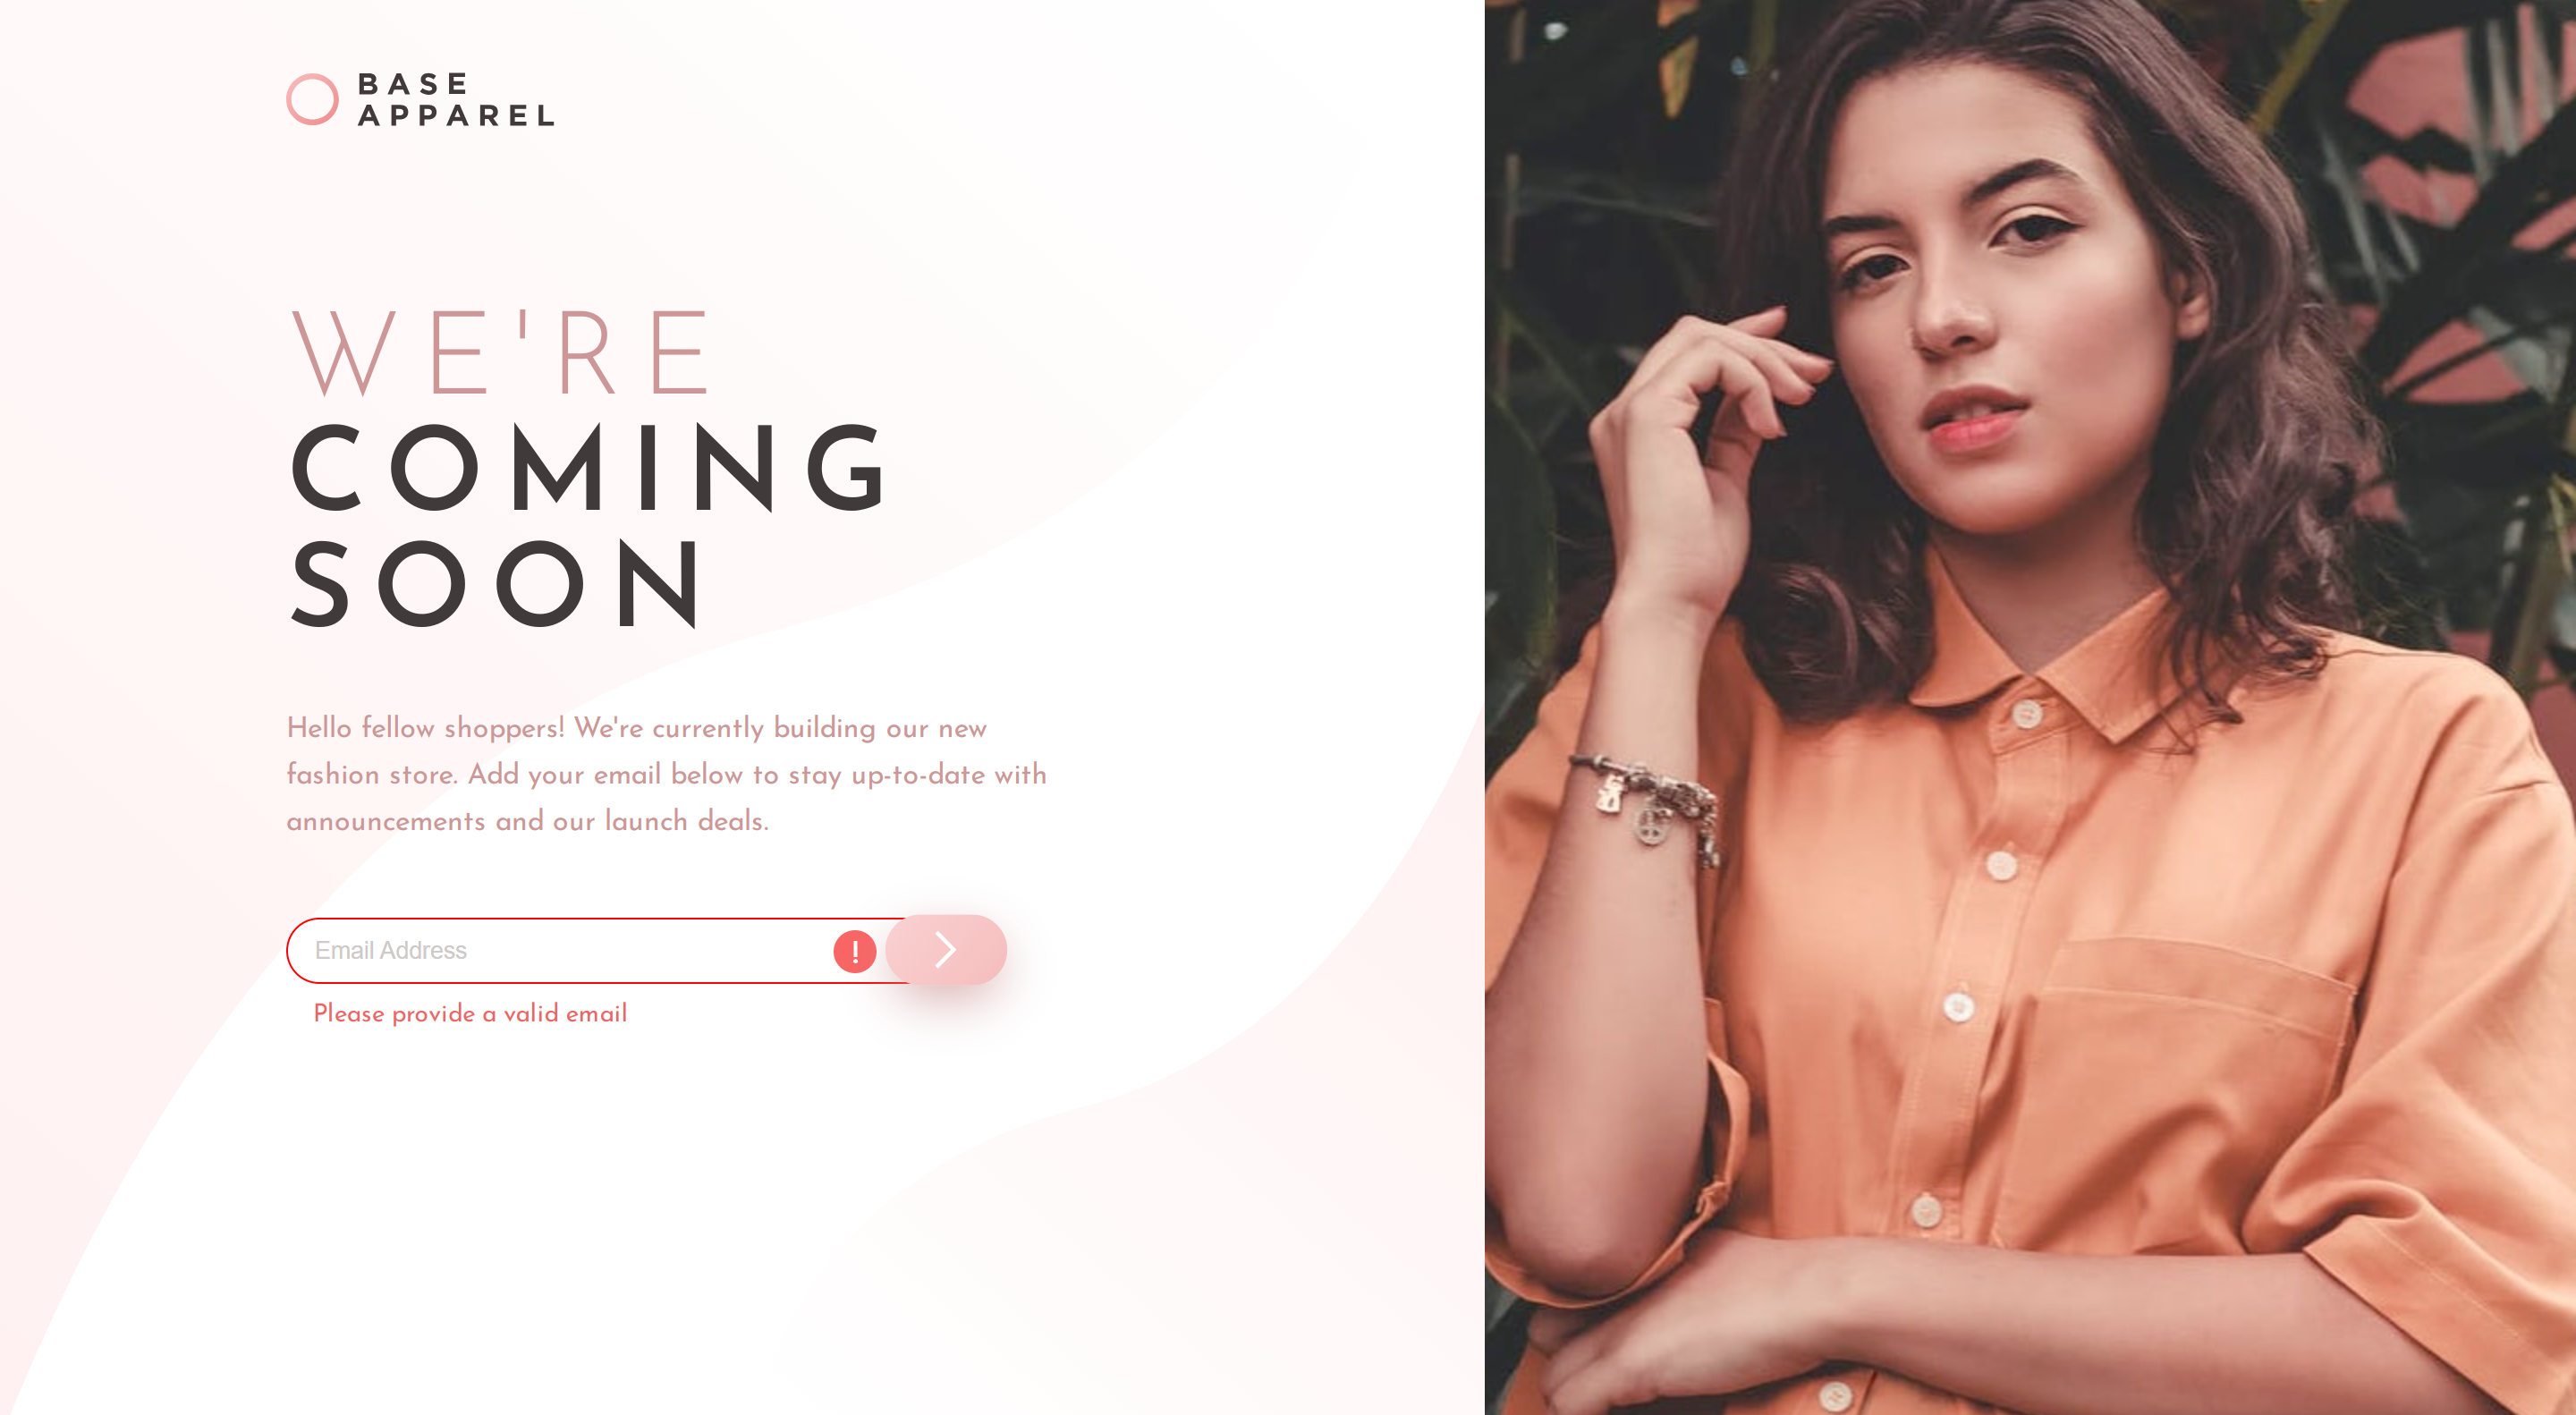 BASE
APPAREL
WE'RE
COMING
SOON
Hello fellow shoppers! We're currently building our new
fashion store. Add your email below to stay up-to-date with
announcements and our launch deals.
Email Address
!
Please provide a valid email